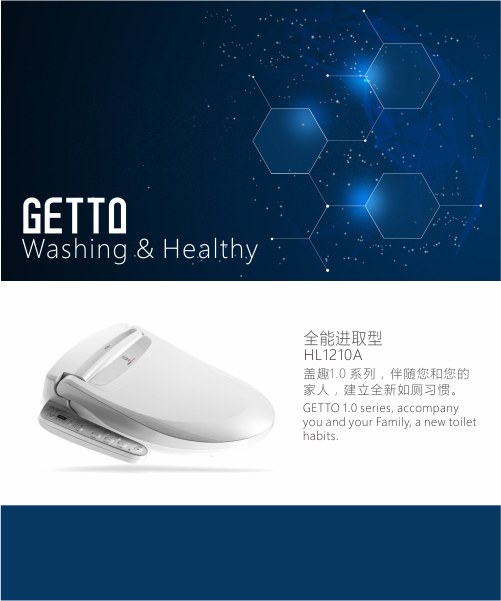 GETTO
Washing & Healthy
全能进取型
HL1210A
盖趣1.0 系列，伴随您和您的
家人，建立全新如厕习惯。
GETTO 1.0 series, accompany
you and your Family, a new toilet
habits.